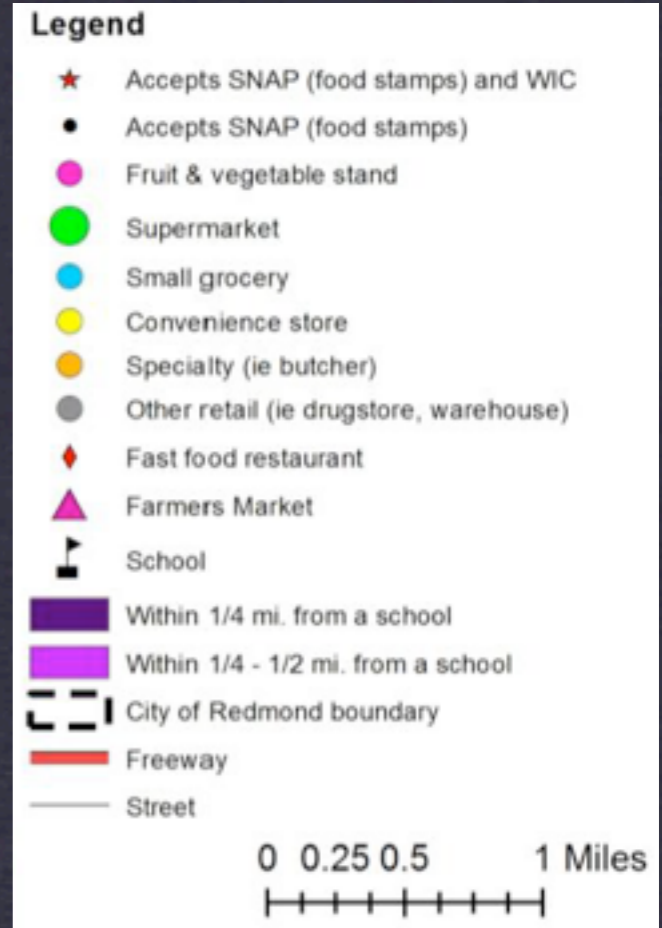 Legend
Accepts SNAP (food stamps) and WIC
Accepts SNAP (food stamps)
Fruit & vegetable stand
Supermarket
Small grocery
Convenience store
Specialty (ie butcher)
Other retail (ie drugstore, warehouse)
Fast food restaurant
Farmers Market
School
Within 1/4 mi. from a school
Within 1/4 - 1/2 mi. from a school
City of Redmond boundary
Freeway
Street
0 0.25 0.5 1 Miles